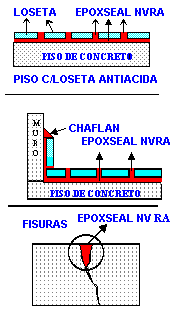 LOSETA EPOXSEAL NVRA
PISO DE CONCRETO
PISO C/LOSETA ANTIACIDA
MURO
CHAFLAN
EPOXSEAL NVRA
PISO DE CONCRETO
FISURAS EPOXSEAL NV RA